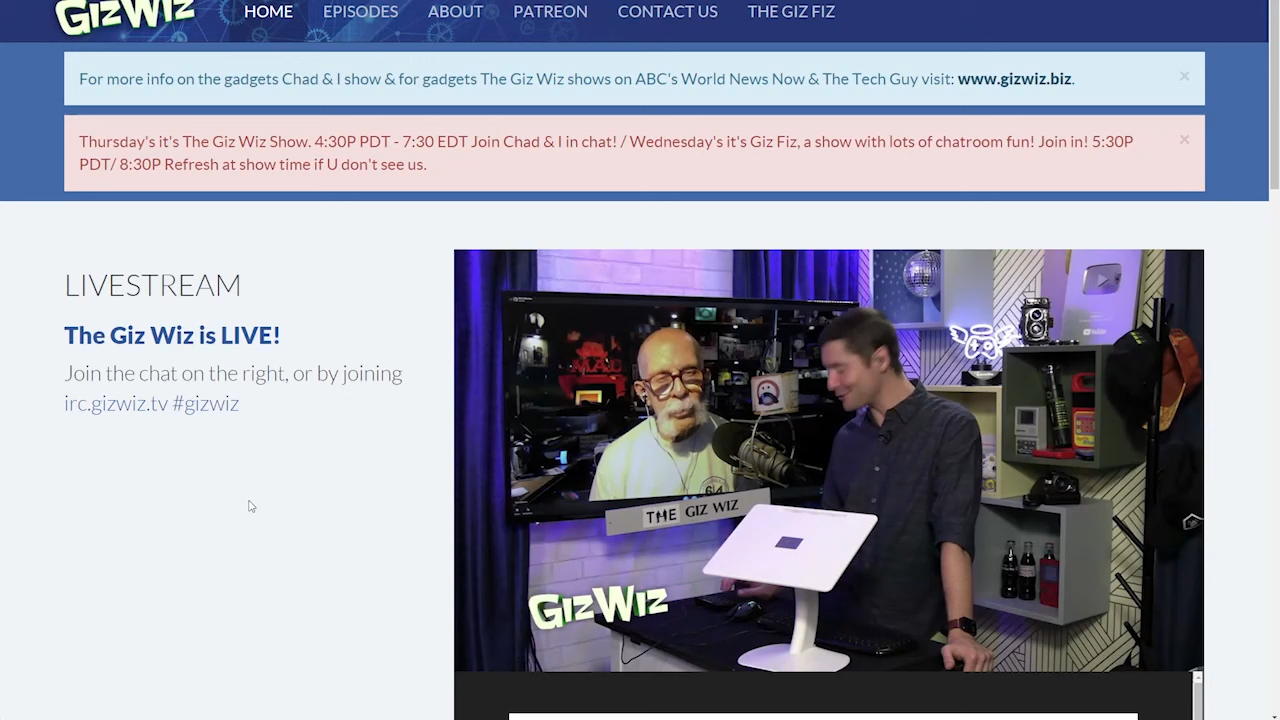 GizWiz
HOME EPISODES ABOUT PATREON CONTACT US THE GIZ FIZ
For more info on the gadgets Chad & I show & for gadgets The Giz Wiz shows on ABC's World News Now & The Tech Guy visit: www.gizwiz.biz.
×
Thursday's it's The Giz Wiz Show. 4:30P PDT - 7:30 EDT Join Chad & I in chat! / Wednesday's it's Giz Fiz, a show with lots of chatroom fun! Join in! 5:30P
PDT/ 8:30P Refresh at show time if U don't see us.
×
LIVESTREAM
The Giz Wiz is LIVE!
Join the chat on the right, or by joining
irc.gizwiz.tv #gizwiz
THE GIZ WIZ
GizWiz